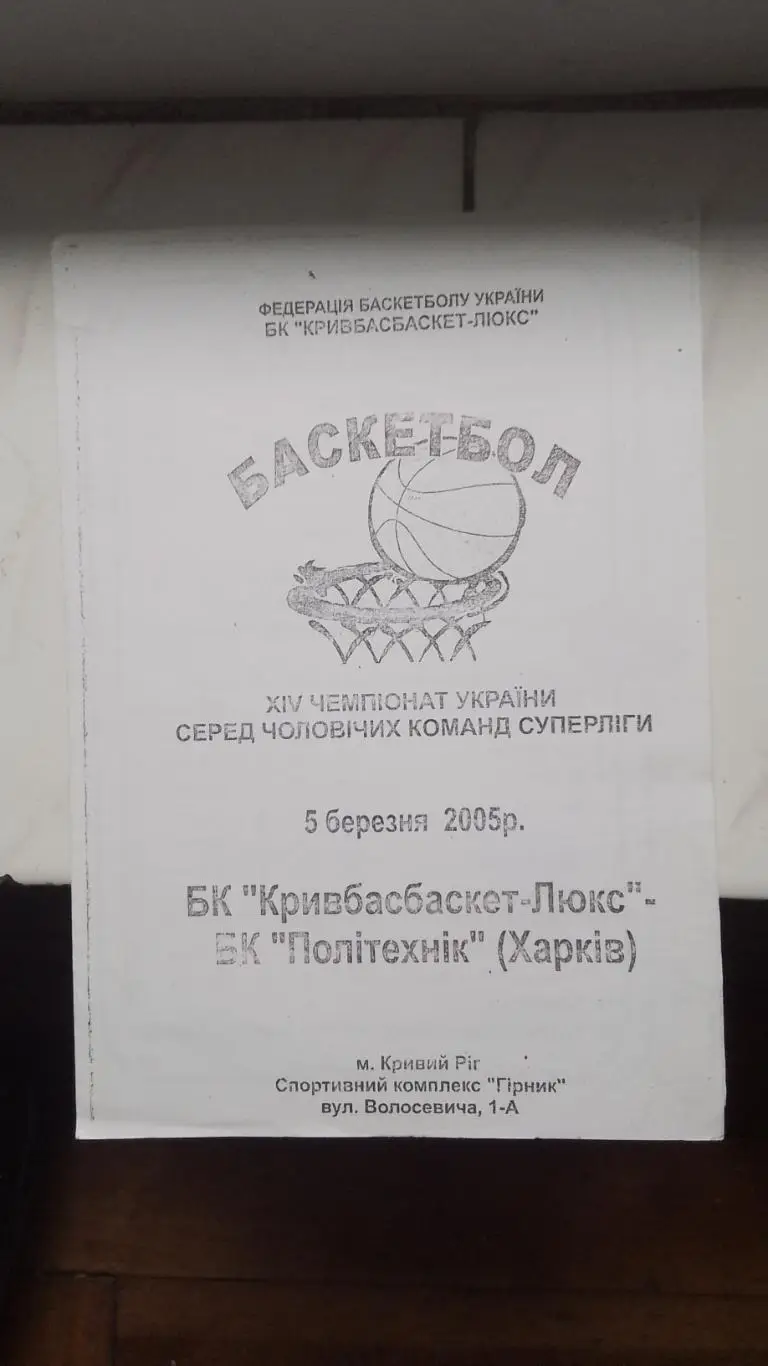 ФЕДЕРАЦІЯ БАСКЕТБОЛУ УКРАЇНИ
БК "КРИВБАСБАСКЕТ-ЛЮКС"
БАСКЕТБОЛ
XIV ЧЕМПІОНАТ УКРАЇНИ
СЕРЕД ЧОЛОВІЧИХ КОМАНД СУПЕРЛІГИ
5 березня 2005р.
БК "Кривбасбаскет-Люкс"-
БК "Політехнік" (Харків)
м. Кривий Ріг
Спортивний комплекс "Гірник"
вул. Волосевича, 1-А